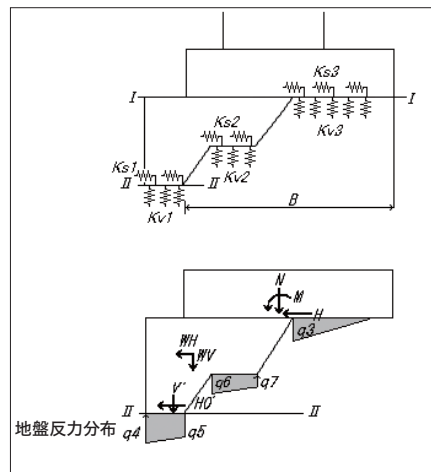 I I
Ks3
Kv3
Ks2
Kv2
Ks1
II II
Kv1
B
N
M
H
q3
WH
WV
q6
q7
V'
H0'
II II
q4
q5
地盤反力分布